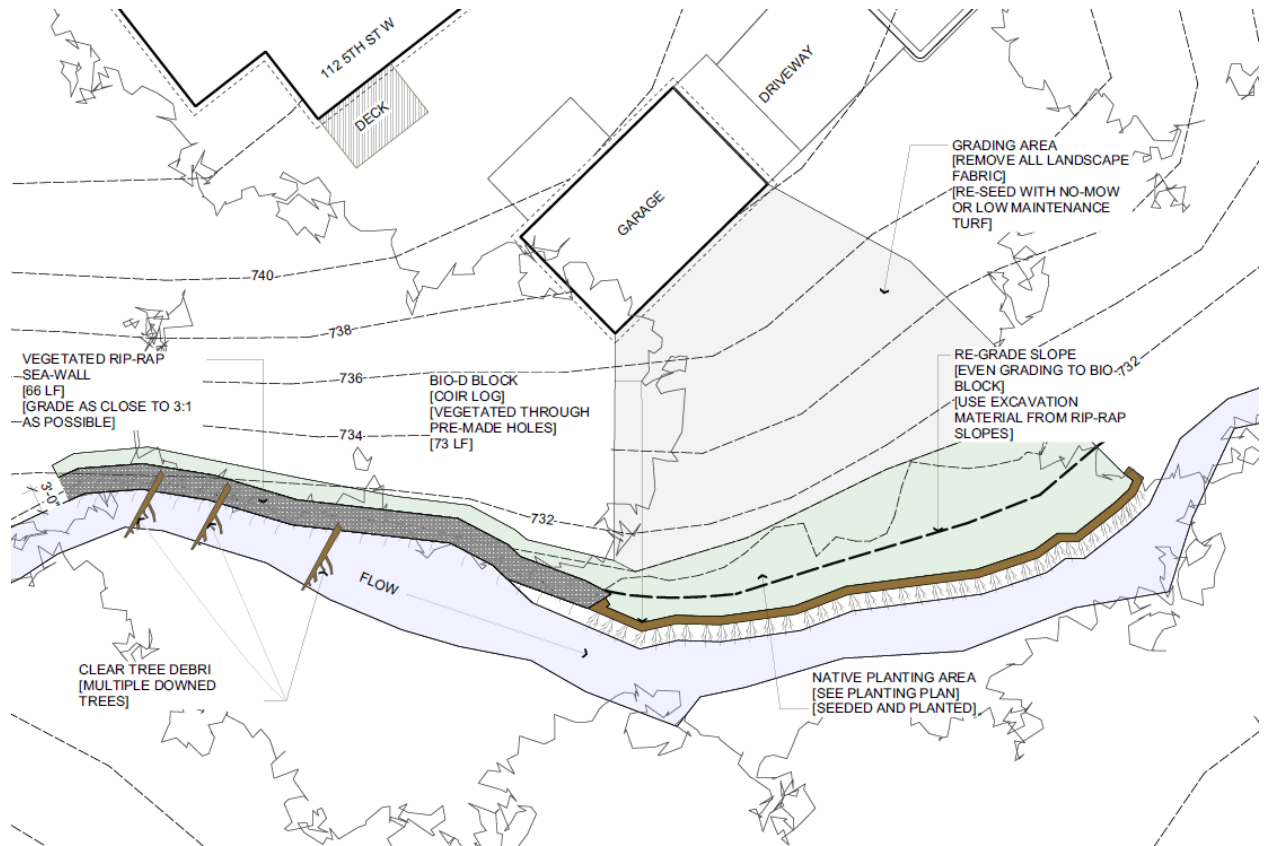 112 5TH ST W
DECK
DRIVEWAY
GARAGE
GRADING AREA
[REMOVE ALL LANDSCAPE
FABRIC]
[RE-SEED WITH NO-MOW
OR LOW MAINTENANCE
TURF]
740
738
736
734
732
732
VEGETATED RIP-RAP
SEA-WALL
[66 LF]
[GRADE AS CLOSE TO 3:1
AS POSSIBLE]
BIO-D BLOCK
[COIR LOG]
[VEGETATED THROUGH
PRE-MADE HOLES]
[73 LF]
RE-GRADE SLOPE
[EVEN GRADING TO BIO-
BLOCK]
[USE EXCAVATION
MATERIAL FROM RIP-RAP
SLOPES]
3'-0"
FLOW
CLEAR TREE DEBRI
[MULTIPLE DOWNED
TREES]
NATIVE PLANTING AREA
[SEE PLANTING PLAN]
[SEEDED AND PLANTED]